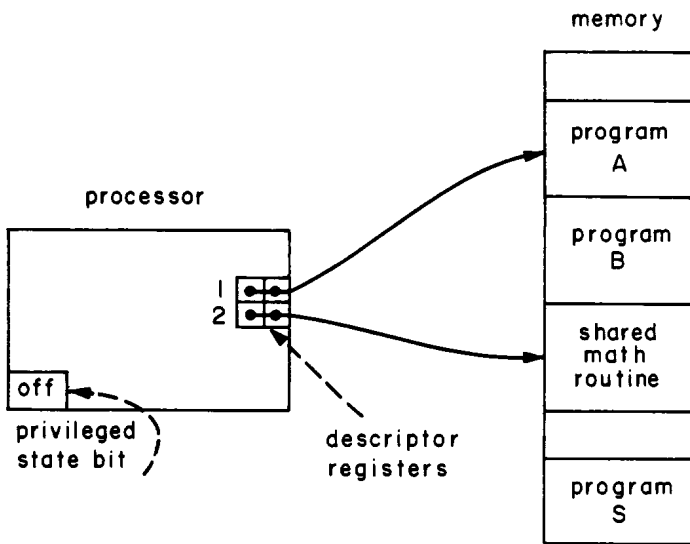 memory
program
A
processor
program
B
1
2
shared
math
routine
off
privileged
state bit
descriptor
registers
program
S